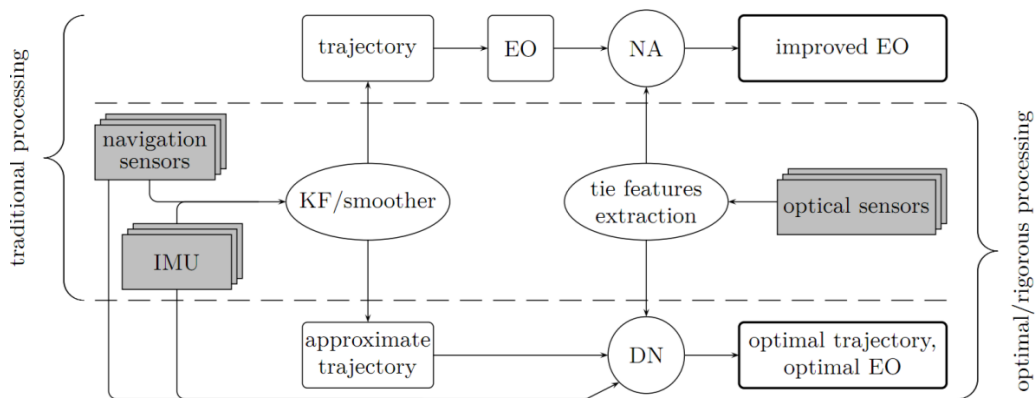 traditional processing
trajectory
EO
NA
improved EO
navigation
sensors
KF/smoother
tie features
extraction
optical sensors
IMU
approximate
trajectory
DN
optimal trajectory,
optimal EO
optimal/rigorous processing